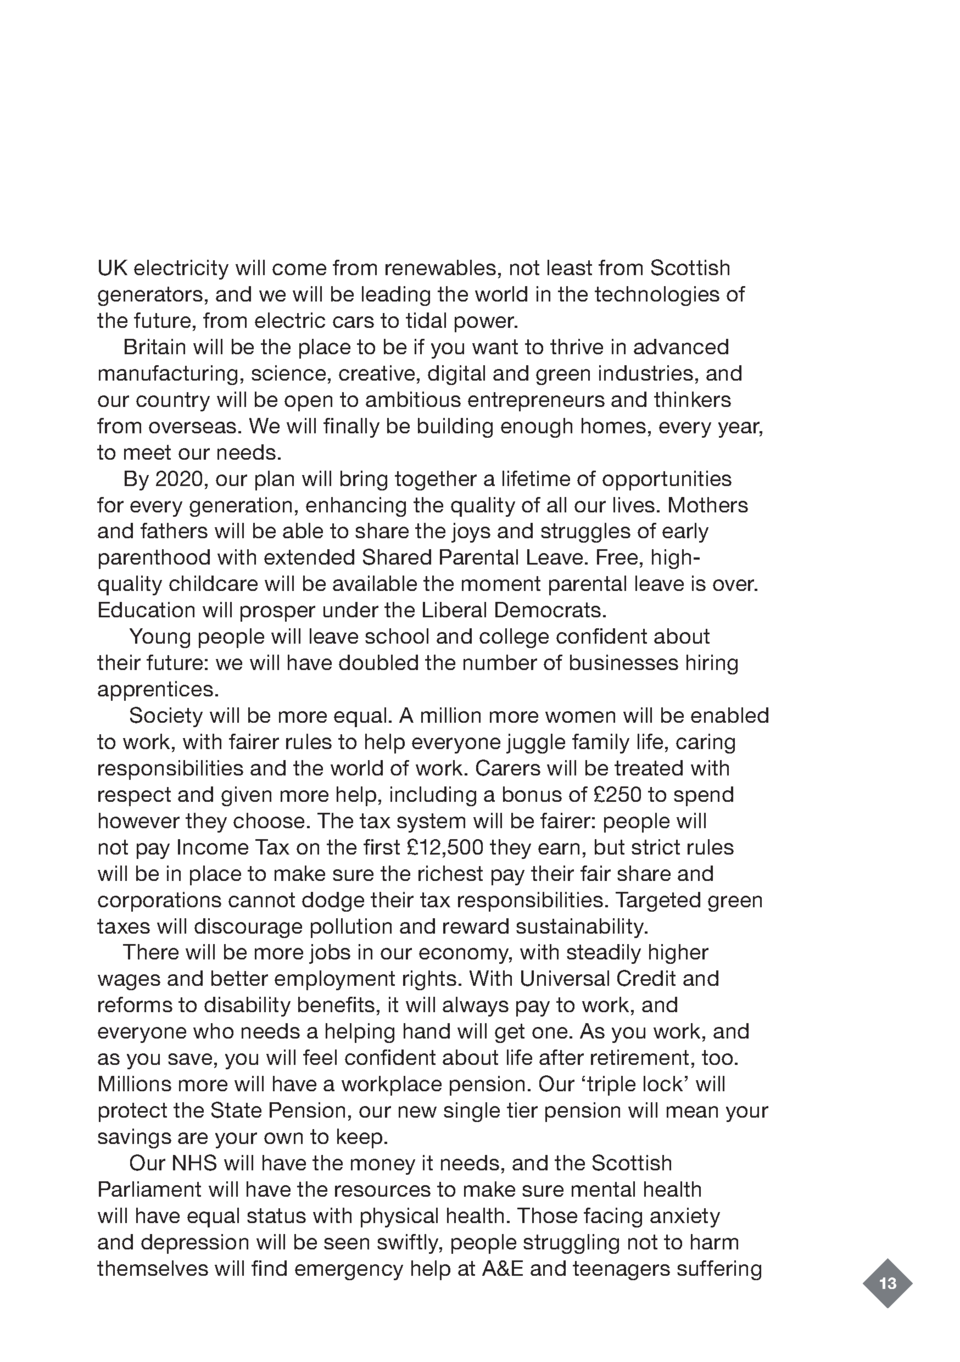 UK electricity will come from renewables, not least from Scottish
generators, and we will be leading the world in the technologies of
the future, from electric cars to tidal power.
Britain will be the place to be if you want to thrive in advanced
manufacturing, science, creative, digital and green industries, and
our country will be open to ambitious entrepreneurs and thinkers
from overseas. We will finally be building enough homes, every year,
to meet our needs.
By 2020, our plan will bring together a lifetime of opportunities
for every generation, enhancing the quality of all our lives. Mothers
and fathers will be able to share the joys and struggles of early
parenthood with extended Shared Parental Leave. Free, high-
quality childcare will be available the moment parental leave is over.
Education will prosper under the Liberal Democrats.
Young people will leave school and college confident about
their future: we will have doubled the number of businesses hiring
apprentices.
Society will be more equal. A million more women will be enabled
to work, with fairer rules to help everyone juggle family life, caring
responsibilities and the world of work. Carers will be treated with
respect and given more help, including a bonus of £250 to spend
however they choose. The tax system will be fairer: people will
not pay Income Tax on the first £12,500 they earn, but strict rules
will be in place to make sure the richest pay their fair share and
corporations cannot dodge their tax responsibilities. Targeted green
taxes will discourage pollution and reward sustainability.
There will be more jobs in our economy, with steadily higher
wages and better employment rights. With Universal Credit and
reforms to disability benefits, it will always pay to work, and
everyone who needs a helping hand will get one. As you work, and
as you save, you will feel confident about life after retirement, too.
Millions more will have a workplace pension. Our ‘triple lock’ will
protect the State Pension, our new single tier pension will mean your
savings are your own to keep.
Our NHS will have the money it needs, and the Scottish
Parliament will have the resources to make sure mental health
will have equal status with physical health. Those facing anxiety
and depression will be seen swiftly, people struggling not to harm
themselves will find emergency help at A&E and teenagers suffering
13